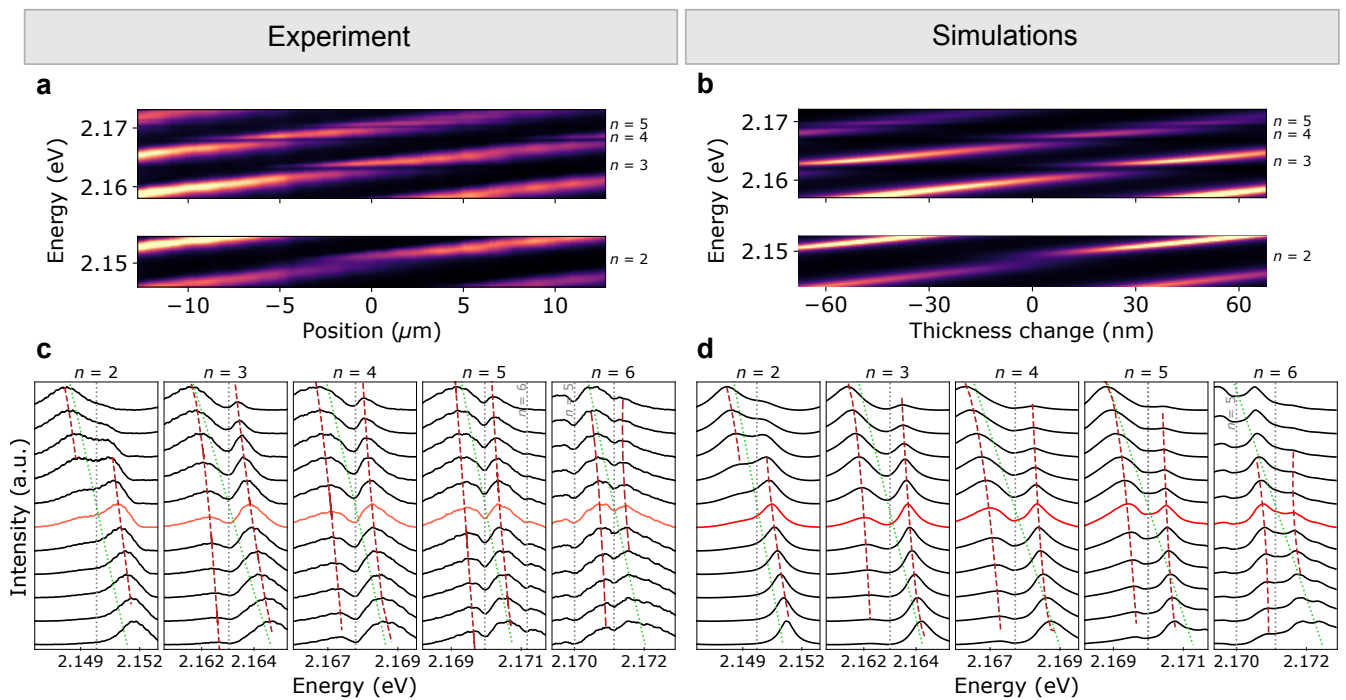 Experiment
Simulations
a
b
Energy (eV)
2.17
2.16
2.15
n = 5
n = 4
n = 3
n = 2
−10
−5
0
5
10
Position (μm)
Energy (eV)
2.17
2.16
2.15
n = 5
n = 4
n = 3
n = 2
−60
−30
0
30
60
Thickness change (nm)
c
d
Intensity (a.u.)
n = 2
n = 3
n = 4
n = 5
n = 6
n = 6
n = 5
2.149
2.152
2.162
2.164
2.167
2.169
2.169
2.171
2.170
2.172
Energy (eV)
n = 2
n = 3
n = 4
n = 5
n = 6
n = 5
2.149
2.152
2.162
2.164
2.167
2.169
2.169
2.171
2.170
2.172
Energy (eV)